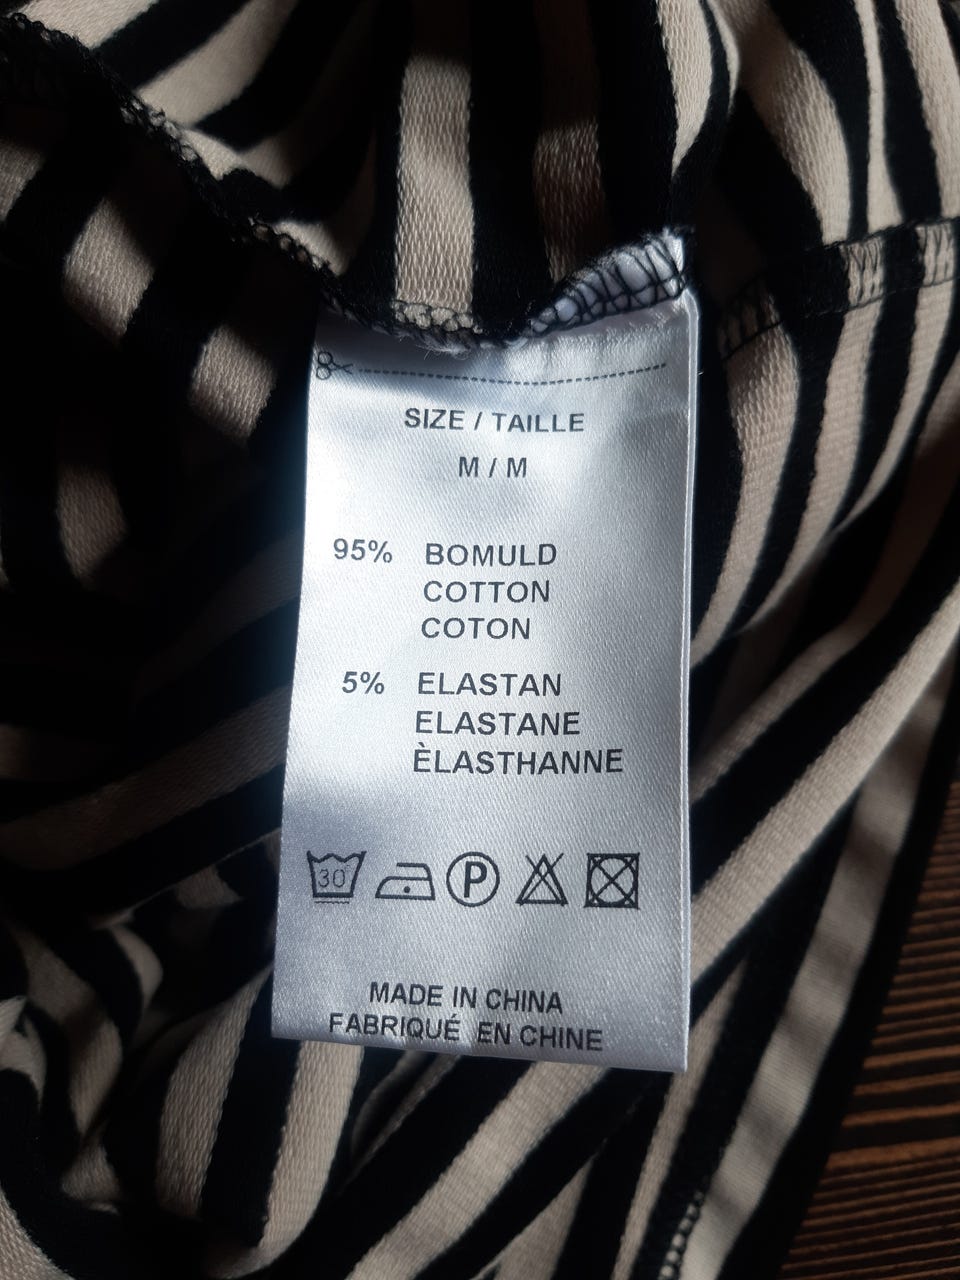 SIZE / TAILLE
M / M
95% BOMULD
COTTON
COTON
5% ELASTAN
ELASTANE
ÈLASTHANNE
30° P
MADE IN CHINA
FABRIQUÉ EN CHINE